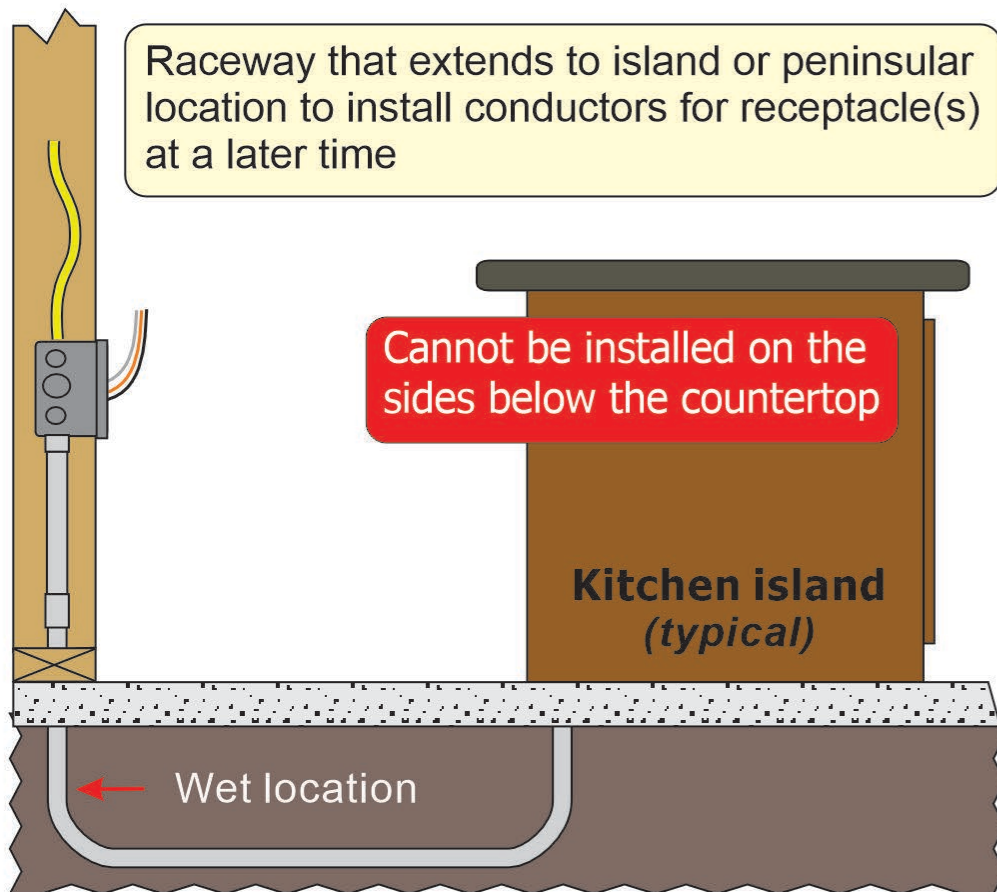 Raceway that extends to island or peninsular
location to install conductors for receptacle(s)
at a later time
Cannot be installed on the
sides below the countertop
Kitchen island
(typical)
Wet location